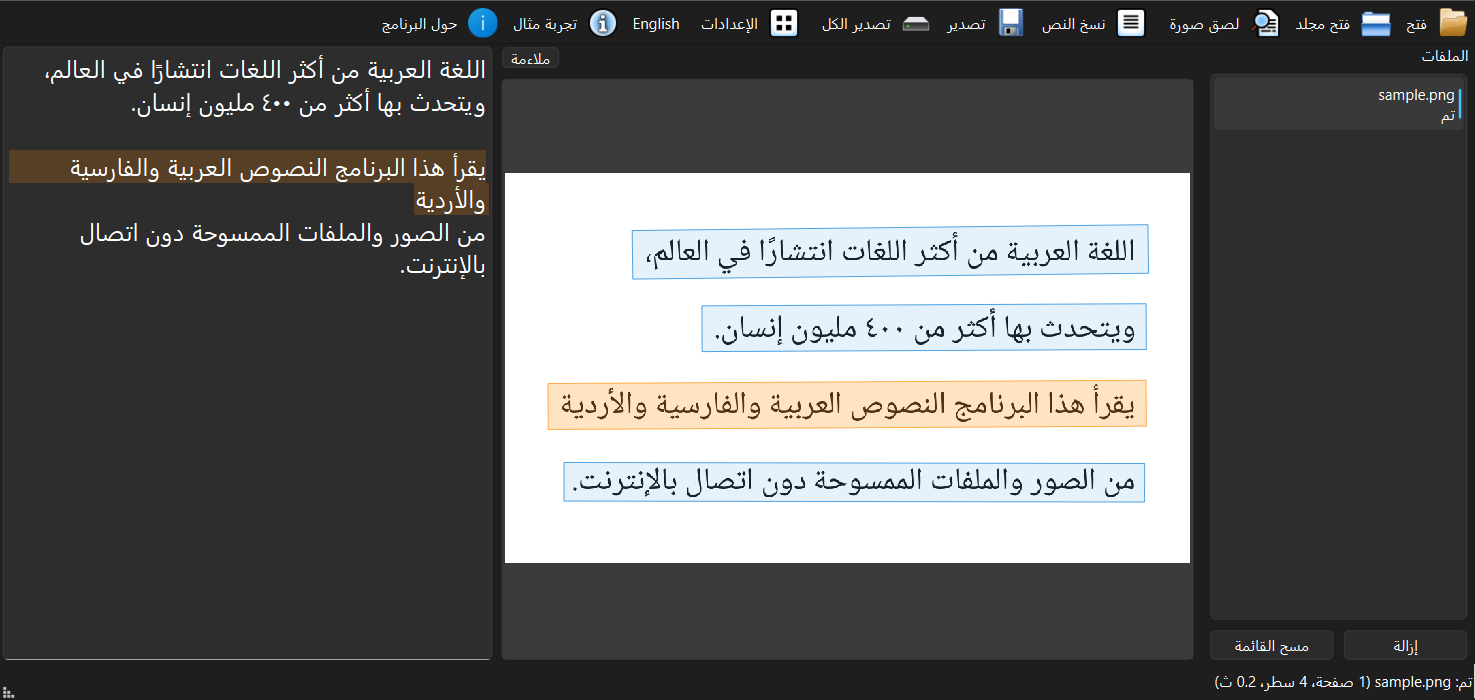 فتح
فتح مجلد
لصق صورة
نسخ النص
تصدير
تصدير الكل
الإعدادات
English
تجربة مثال
حول البرنامج
الملفات
sample.png
تم
إزالة
مسح القائمة
تم: sample.png (1 صفحة، 4 سطر، 0.2 ث)
ملاءمة
اللغة العربية من أكثر اللغات انتشارًا في العالم،
ويتحدث بها أكثر من ٤٠٠ مليون إنسان.
يقرأ هذا البرنامج النصوص العربية والفارسية والأردية
من الصور والملفات الممسوحة دون اتصال بالإنترنت.
اللغة العربية من أكثر اللغات انتشارًا في العالم،
ويتحدث بها أكثر من ٤٠٠ مليون إنسان.
يقرأ هذا البرنامج النصوص العربية والفارسية
والأردية
من الصور والملفات الممسوحة دون اتصال
بالإنترنت.